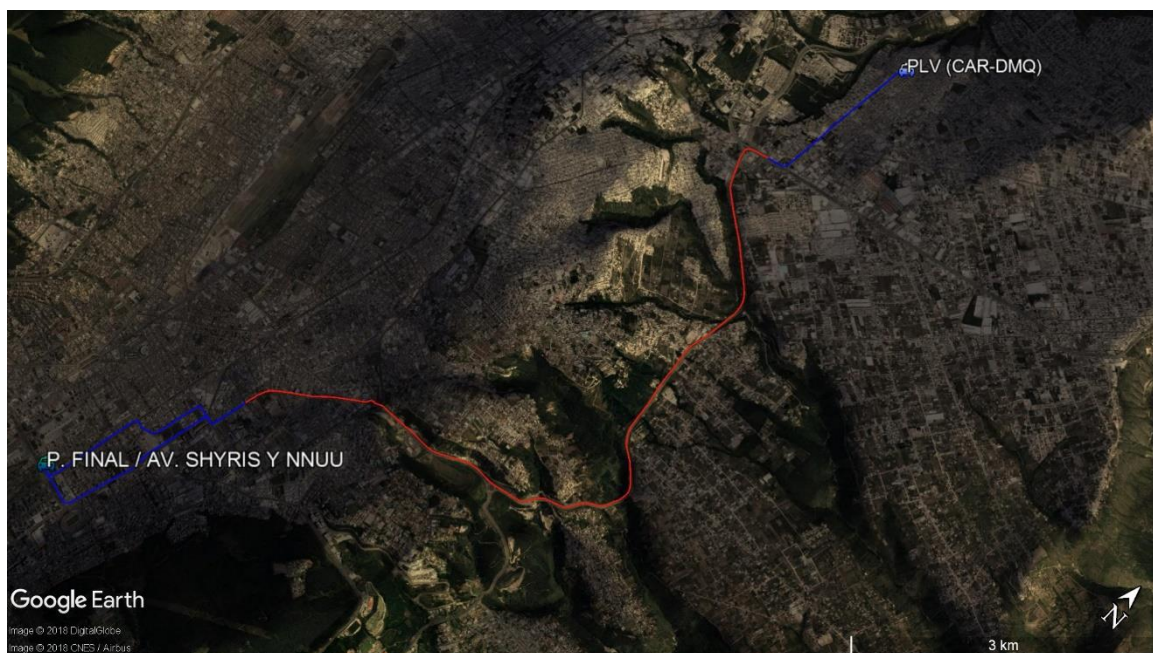 PLV (CAR-DMQ)
P. FINAL / AV. SHYRIS Y NNUU
Google Earth
Image © 2018 DigitalGlobe
Image © 2018 CNES / Airbus
N
3 km